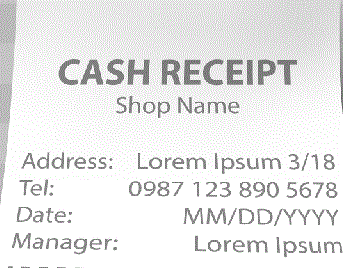 CASH RECEIPT
Shop Name
Address: Lorem Ipsum 3/18
Tel: 0987 123 890 5678
Date: MM/DD/YYYY
Manager: Lorem Ipsum